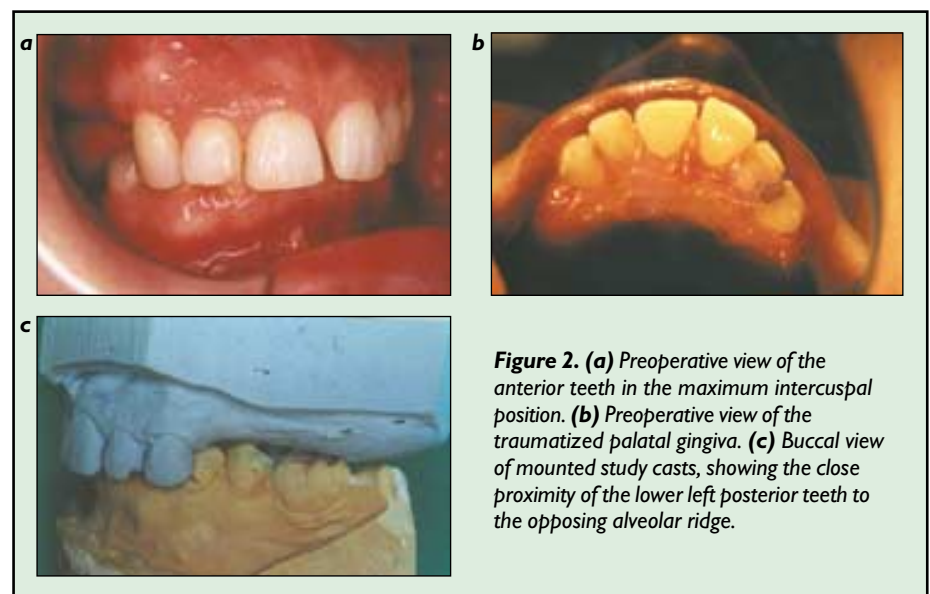 a
b
c
Figure 2. (a) Preoperative view of the
anterior teeth in the maximum intercuspal
position. (b) Preoperative view of the
traumatized palatal gingiva. (c) Buccal view
of mounted study casts, showing the close
proximity of the lower left posterior teeth to
the opposing alveolar ridge.